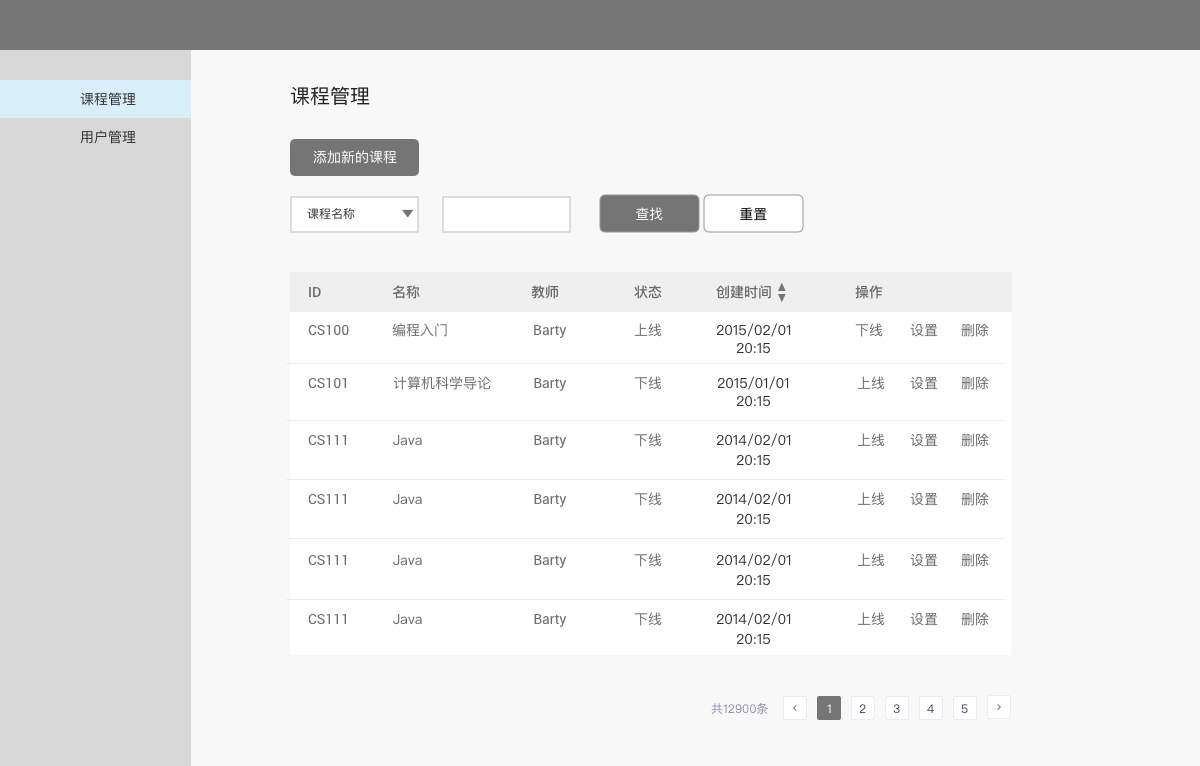 课程管理
用户管理
课程管理
添加新的课程
课程名称 查找 重置
ID 名称 教师 状态 创建时间 操作
CS100 编程入门 Barty 上线 2015/02/01 下线 设置 删除
20:15
CS101 计算机科学导论 Barty 下线 2015/01/01 上线 设置 删除
20:15
CS111 Java Barty 下线 2014/02/01 上线 设置 删除
20:15
CS111 Java Barty 下线 2014/02/01 上线 设置 删除
20:15
CS111 Java Barty 下线 2014/02/01 上线 设置 删除
20:15
CS111 Java Barty 下线 2014/02/01 上线 设置 删除
20:15
共12900条 ‹ 1 2 3 4 5 ›